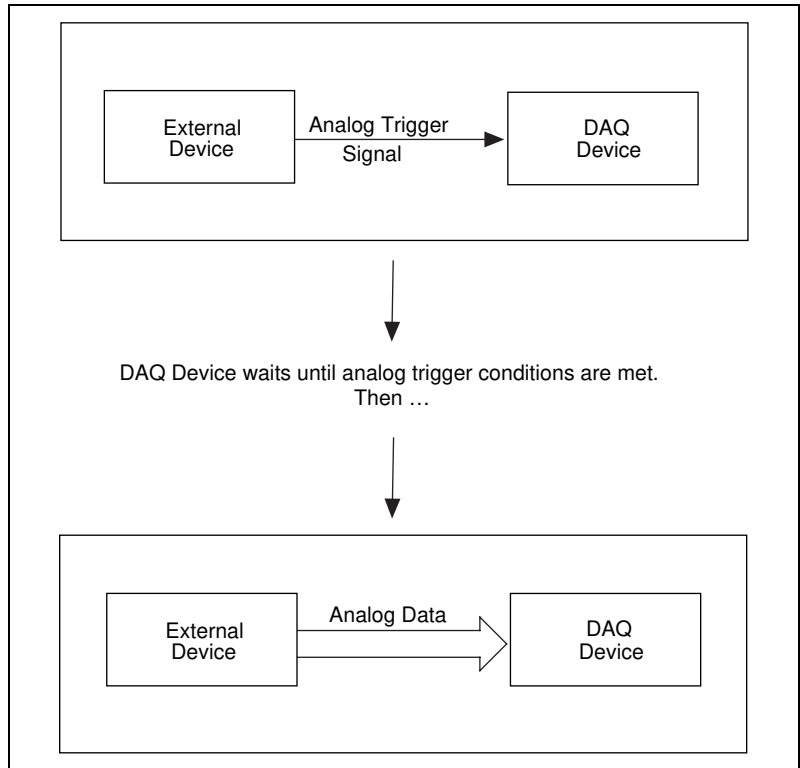 External
Device
Analog Trigger
Signal
DAQ
Device
DAQ Device waits until analog trigger conditions are met.
Then …
External
Device
Analog Data
DAQ
Device